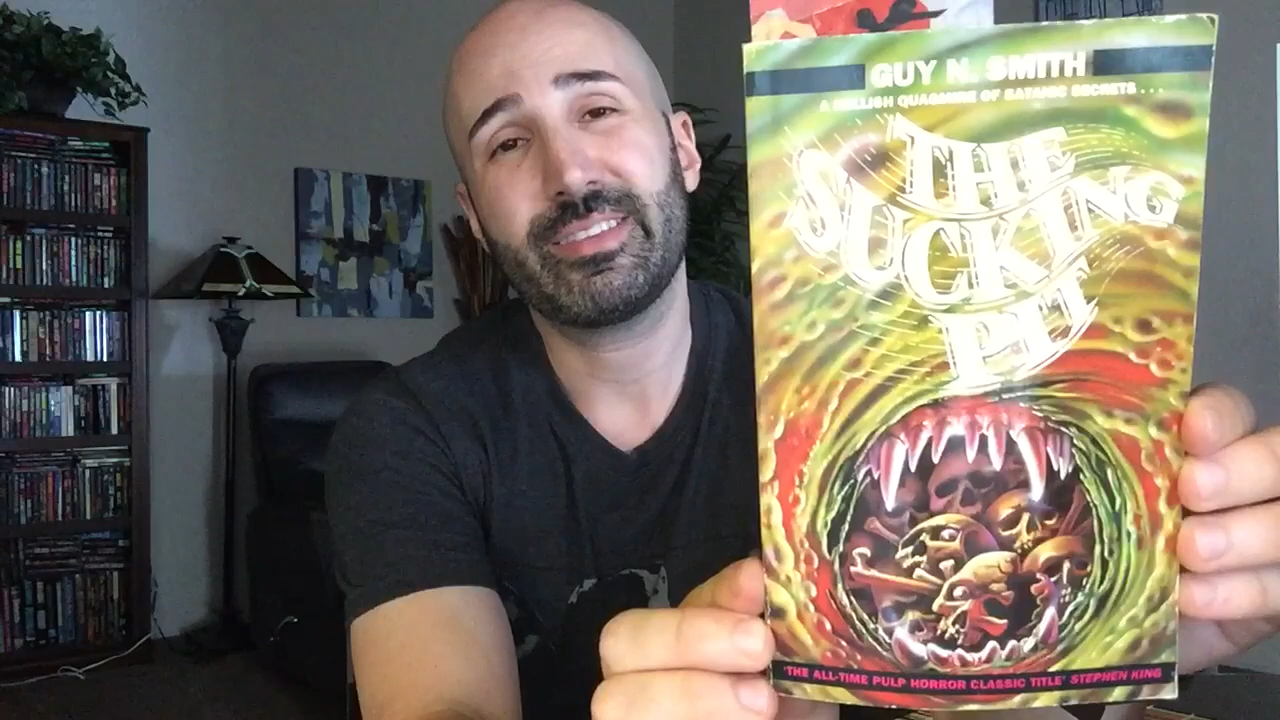 GUY N. SMITH
A HELLISH QUAGMIRE OF SATANIC SECRETS...
THE
SUCKING
PIT
'THE ALL-TIME PULP HORROR CLASSIC TITLE' STEPHEN KING